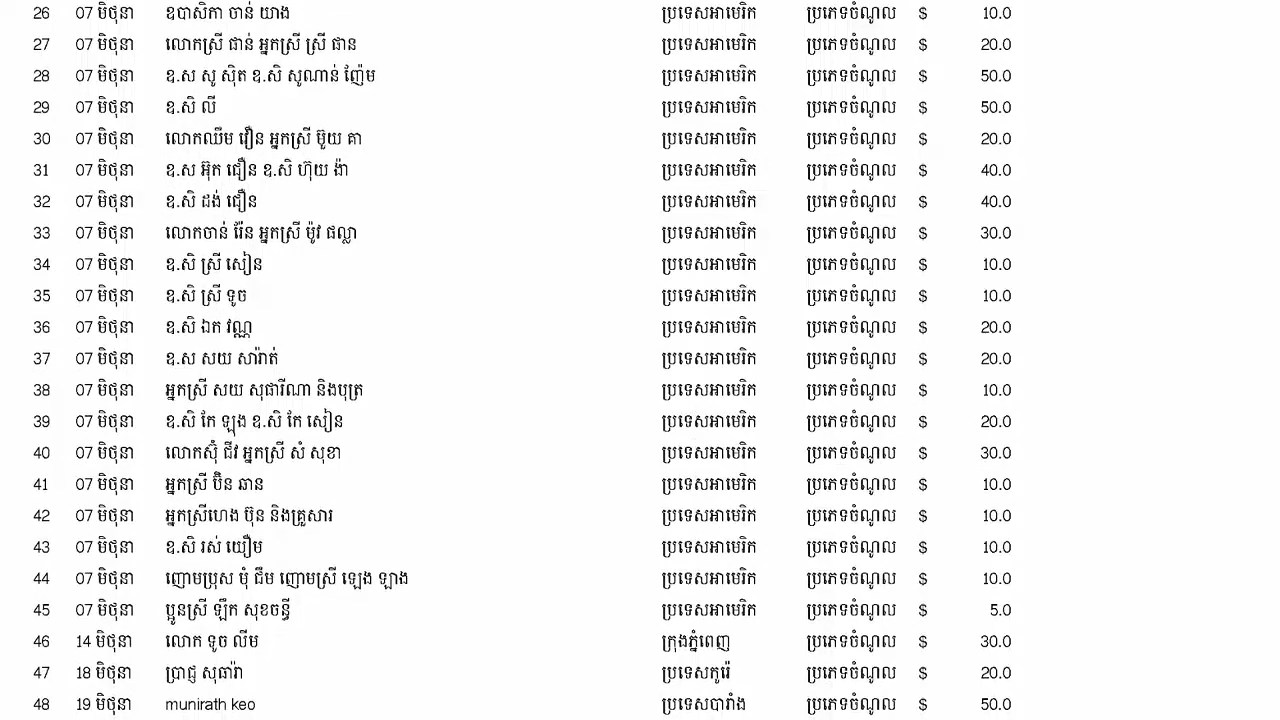 26 07 មិថុនា ឧបាសិកា ចាន់ យាង ប្រទេសអាមេរិក ប្រភេទចំណូល $ 10.0
27 07 មិថុនា លោកស្រី ផាន់ អ្នកស្រី ស្រី ផាន ប្រទេសអាមេរិក ប្រភេទចំណូល $ 20.0
28 07 មិថុនា ឧ.ស សូ ស៊ិត ឧ.សិ សូណាន់ ញ៉ែម ប្រទេសអាមេរិក ប្រភេទចំណូល $ 50.0
29 07 មិថុនា ឧ.សិ លី ប្រទេសអាមេរិក ប្រភេទចំណូល $ 50.0
30 07 មិថុនា លោកឈឹម វឿន អ្នកស្រី ប៊ួយ គា ប្រទេសអាមេរិក ប្រភេទចំណូល $ 20.0
31 07 មិថុនា ឧ.ស អ៊ុក ជឿន ឧ.សិ ហ៊ុយ ង៉ា ប្រទេសអាមេរិក ប្រភេទចំណូល $ 40.0
32 07 មិថុនា ឧ.សិ ដង់ ជឿន ប្រទេសអាមេរិក ប្រភេទចំណូល $ 40.0
33 07 មិថុនា លោកចាន់ រ៉ែន អ្នកស្រី ម៉ូវ ផល្លា ប្រទេសអាមេរិក ប្រភេទចំណូល $ 30.0
34 07 មិថុនា ឧ.សិ ស្រី សៀន ប្រទេសអាមេរិក ប្រភេទចំណូល $ 10.0
35 07 មិថុនា ឧ.សិ ស្រី ទូច ប្រទេសអាមេរិក ប្រភេទចំណូល $ 10.0
36 07 មិថុនា ឧ.សិ ឯក វណ្ណ ប្រទេសអាមេរិក ប្រភេទចំណូល $ 20.0
37 07 មិថុនា ឧ.ស សយ សារ៉ាត់ ប្រទេសអាមេរិក ប្រភេទចំណូល $ 20.0
38 07 មិថុនា អ្នកស្រី សយ សុផារីណា និងបុត្រ ប្រទេសអាមេរិក ប្រភេទចំណូល $ 10.0
39 07 មិថុនា ឧ.សិ កែ ឡុង ឧ.សិ កែ សៀន ប្រទេសអាមេរិក ប្រភេទចំណូល $ 20.0
40 07 មិថុនា លោកស៊ុំ ជីវ អ្នកស្រី សំ សុខា ប្រទេសអាមេរិក ប្រភេទចំណូល $ 30.0
41 07 មិថុនា អ្នកស្រី ប៊ិន ឆាន ប្រទេសអាមេរិក ប្រភេទចំណូល $ 10.0
42 07 មិថុនា អ្នកស្រីហេង ប៊ុន និងគ្រួសារ ប្រទេសអាមេរិក ប្រភេទចំណូល $ 10.0
43 07 មិថុនា ឧ.សិ រស់ យឿម ប្រទេសអាមេរិក ប្រភេទចំណូល $ 10.0
44 07 មិថុនា ញោមប្រុស មុំ ជឹម ញោមស្រី ឡេង ឡាង ប្រទេសអាមេរិក ប្រភេទចំណូល $ 10.0
45 07 មិថុនា ប្អូនស្រី ឡឹក សុខចន្ធី ប្រទេសអាមេរិក ប្រភេទចំណូល $ 5.0
46 14 មិថុនា លោក ទូច លីម ក្រុងភ្នំពេញ ប្រភេទចំណូល $ 30.0
47 18 មិថុនា ប្រាជ្ញ សុធារ៉ា ប្រទេសកូរ៉េ ប្រភេទចំណូល $ 20.0
48 19 មិថុនា munirath keo ប្រទេសបារាំង ប្រភេទចំណូល $ 50.0